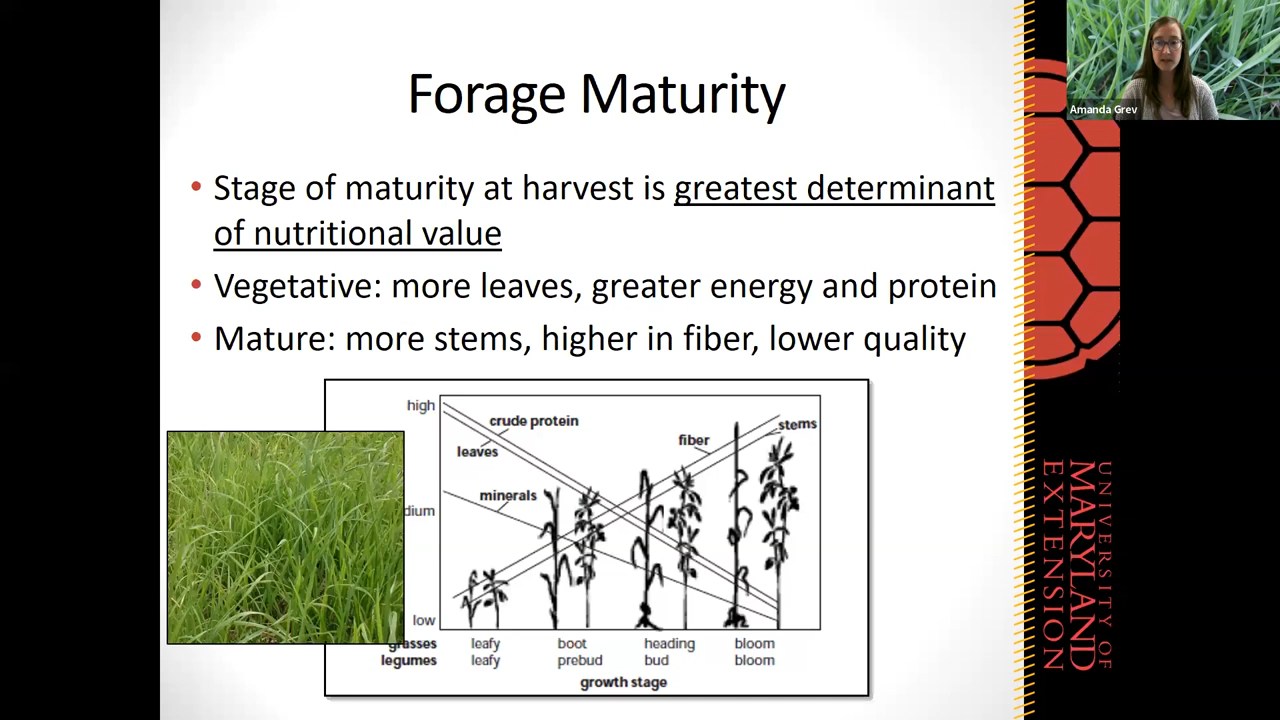 Forage Maturity
• Stage of maturity at harvest is greatest determinant
of nutritional value
• Vegetative: more leaves, greater energy and protein
• Mature: more stems, higher in fiber, lower quality
high
crude protein
leaves
minerals
fiber
stems
dium
low
grasses leafy boot heading bloom
legumes leafy prebud bud bloom
growth stage
Amanda Grev
UNIVERSITY OF
MARYLAND
EXTENSION